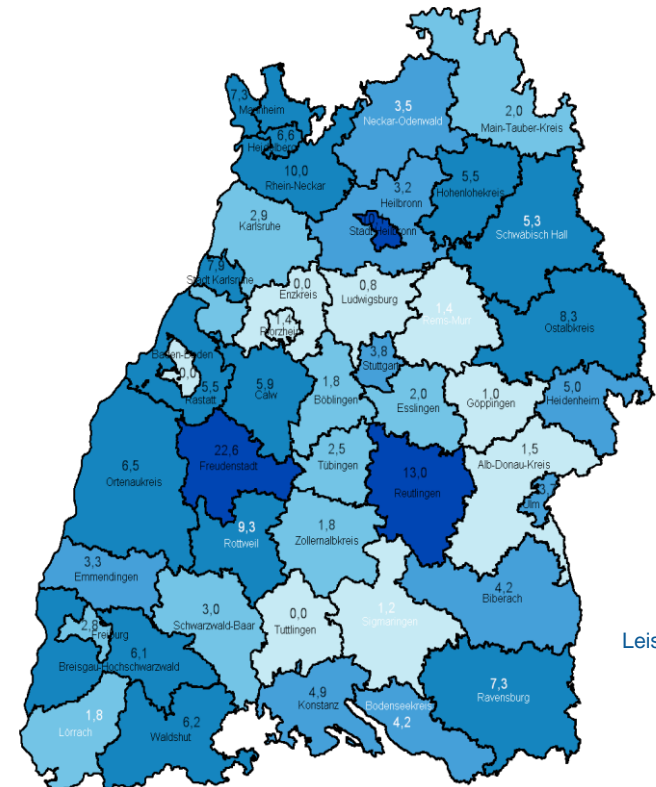 7,3
Mannheim
6,6
Heidelberg
10,0
Rhein-Neckar
3,5
Neckar-Odenwald
2,0
Main-Tauber-Kreis
3,2
Heilbronn
Stadt Heilbronn
5,5
Hohenlohekreis
5,3
Schwäbisch Hall
2,9
Karlsruhe
7,9
Stadt Karlsruhe
0,0
Enzkreis
1,4
Pforzheim
0,8
Ludwigsburg
1,4
Rems-Murr
8,3
Ostalbkreis
Baden-Baden
0,0
5,5
Rastatt
5,9
Calw
1,8
Böblingen
3,8
Stuttgart
2,0
Esslingen
1,0
Göppingen
5,0
Heidenheim
22,6
Freudenstadt
2,5
Tübingen
13,0
Reutlingen
1,5
Alb-Donau-Kreis
Ulm
6,5
Ortenaukreis
9,3
Rottweil
1,8
Zollernalbkreis
3,3
Emmendingen
2,8
Freiburg
6,1
Breisgau-Hochschwarzwald
3,0
Schwarzwald-Baar
0,0
Tuttlingen
1,2
Sigmaringen
4,2
Biberach
Leis
1,8
Lörrach
6,2
Waldshut
4,9
Konstanz
Bodenseekreis
4,2
7,3
Ravensburg